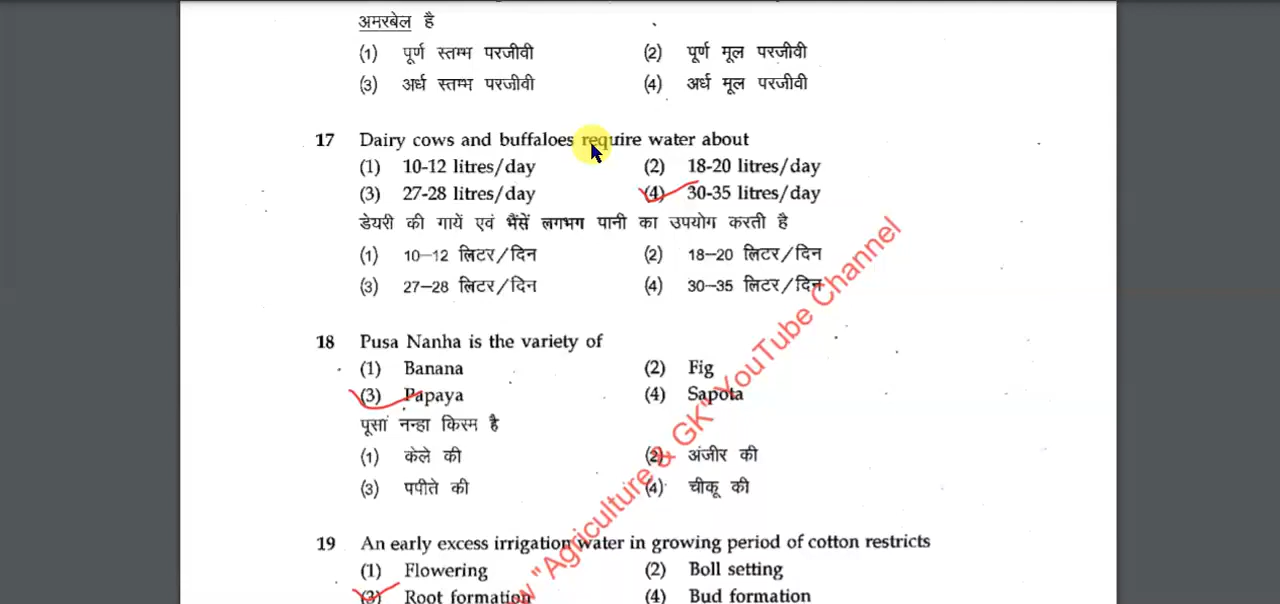 अमरबेल है
(1) पूर्ण स्तम्भ परजीवी (2) पूर्ण मूल परजीवी
(3) अर्ध स्तम्भ परजीवी (4) अर्ध मूल परजीवी
17 Dairy cows and buffaloes require water about
(1) 10-12 litres/day (2) 18-20 litres/day
(3) 27-28 litres/day (4) 30-35 litres/day
डेयरी की गायें एवं भैंसें लगभग पानी का उपयोग करती है
(1) 10–12 लिटर/दिन (2) 18–20 लिटर/दिन
(3) 27–28 लिटर/दिन (4) 30–35 लिटर/दिन
18 Pusa Nanha is the variety of
(1) Banana (2) Fig
(3) Papaya (4) Sapota
पूसा नन्हा किस्म है
(1) केले की (2) अंजीर की
(3) पपीते की (4) चीकू की
19 An early excess irrigation water in growing period of cotton restricts
(1) Flowering (2) Boll setting
(3) Root formation (4) Bud formation
"Agriculture & GK" YouTube Channel